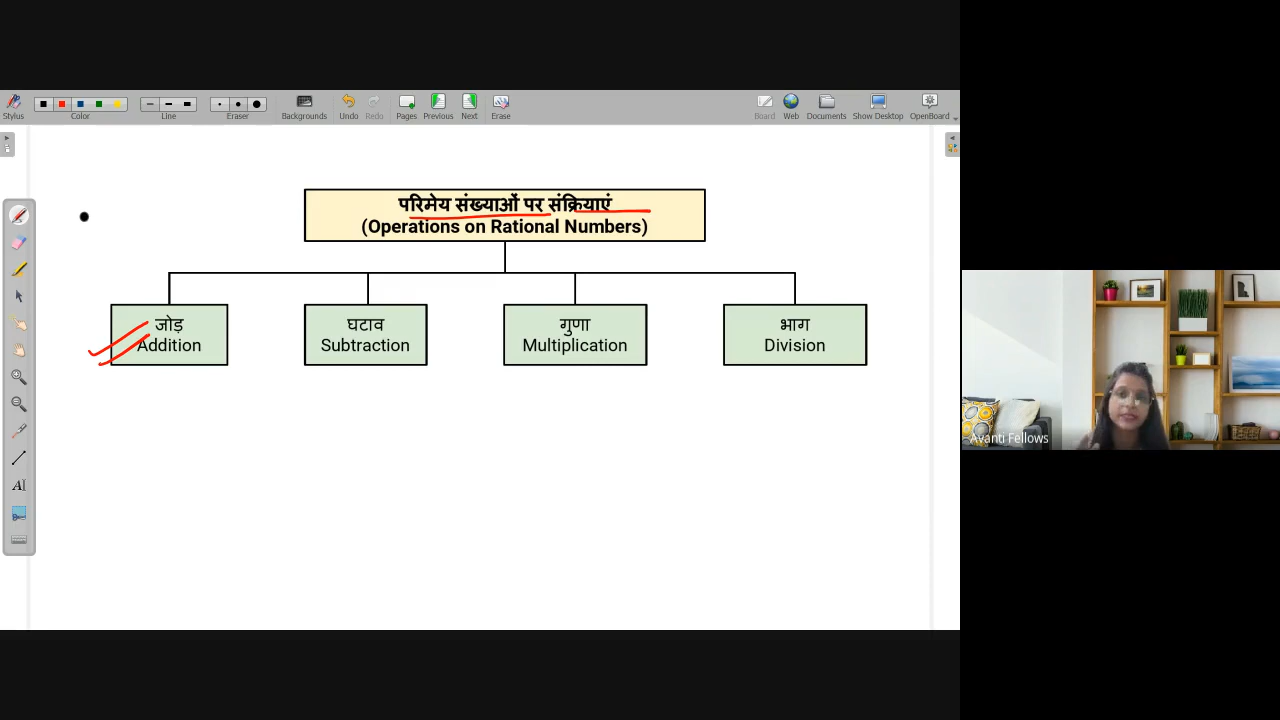 Stylus
Color
Line
Eraser
Backgrounds
Undo
Redo
Pages
Previous
Next
Erase
Board
Web
Documents
Show Desktop
OpenBoard
परिमेय संख्याओं पर संक्रियाएं
(Operations on Rational Numbers)
जोड़
Addition
घटाव
Subtraction
गुणा
Multiplication
भाग
Division
Avanti Fellows